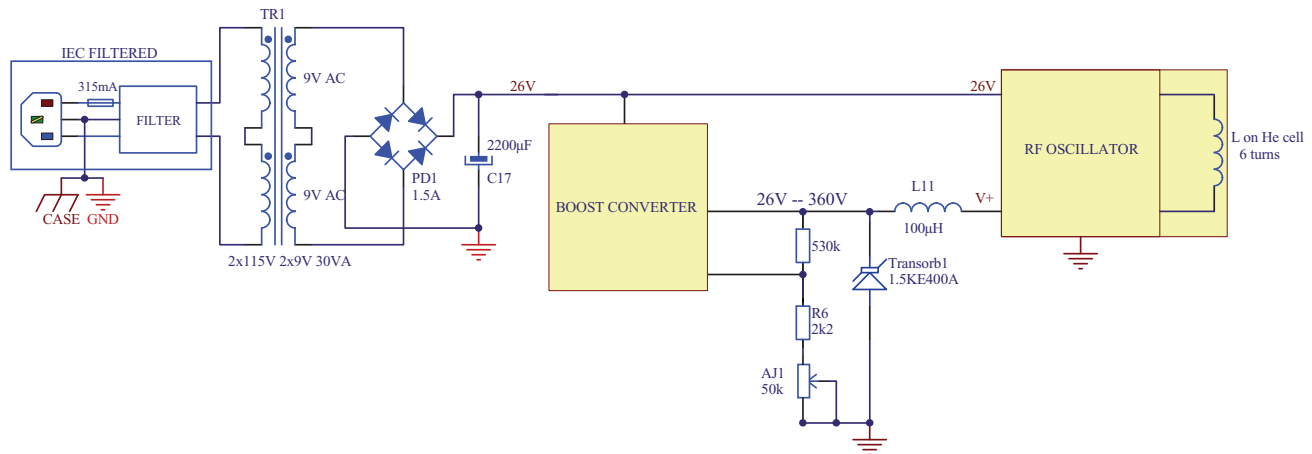 TR1
IEC FILTERED
315mA
FILTER
CASE
GND
9V AC
9V AC
2x115V 2x9V 30VA
PD1
1.5A
2200µF
C17
26V
26V
BOOST CONVERTER
26V -- 360V
530k
R6
2k2
AJ1
50k
Transorb1
1.5KE400A
L11
100µH
V+
RF OSCILLATOR
L on He cell
6 turns